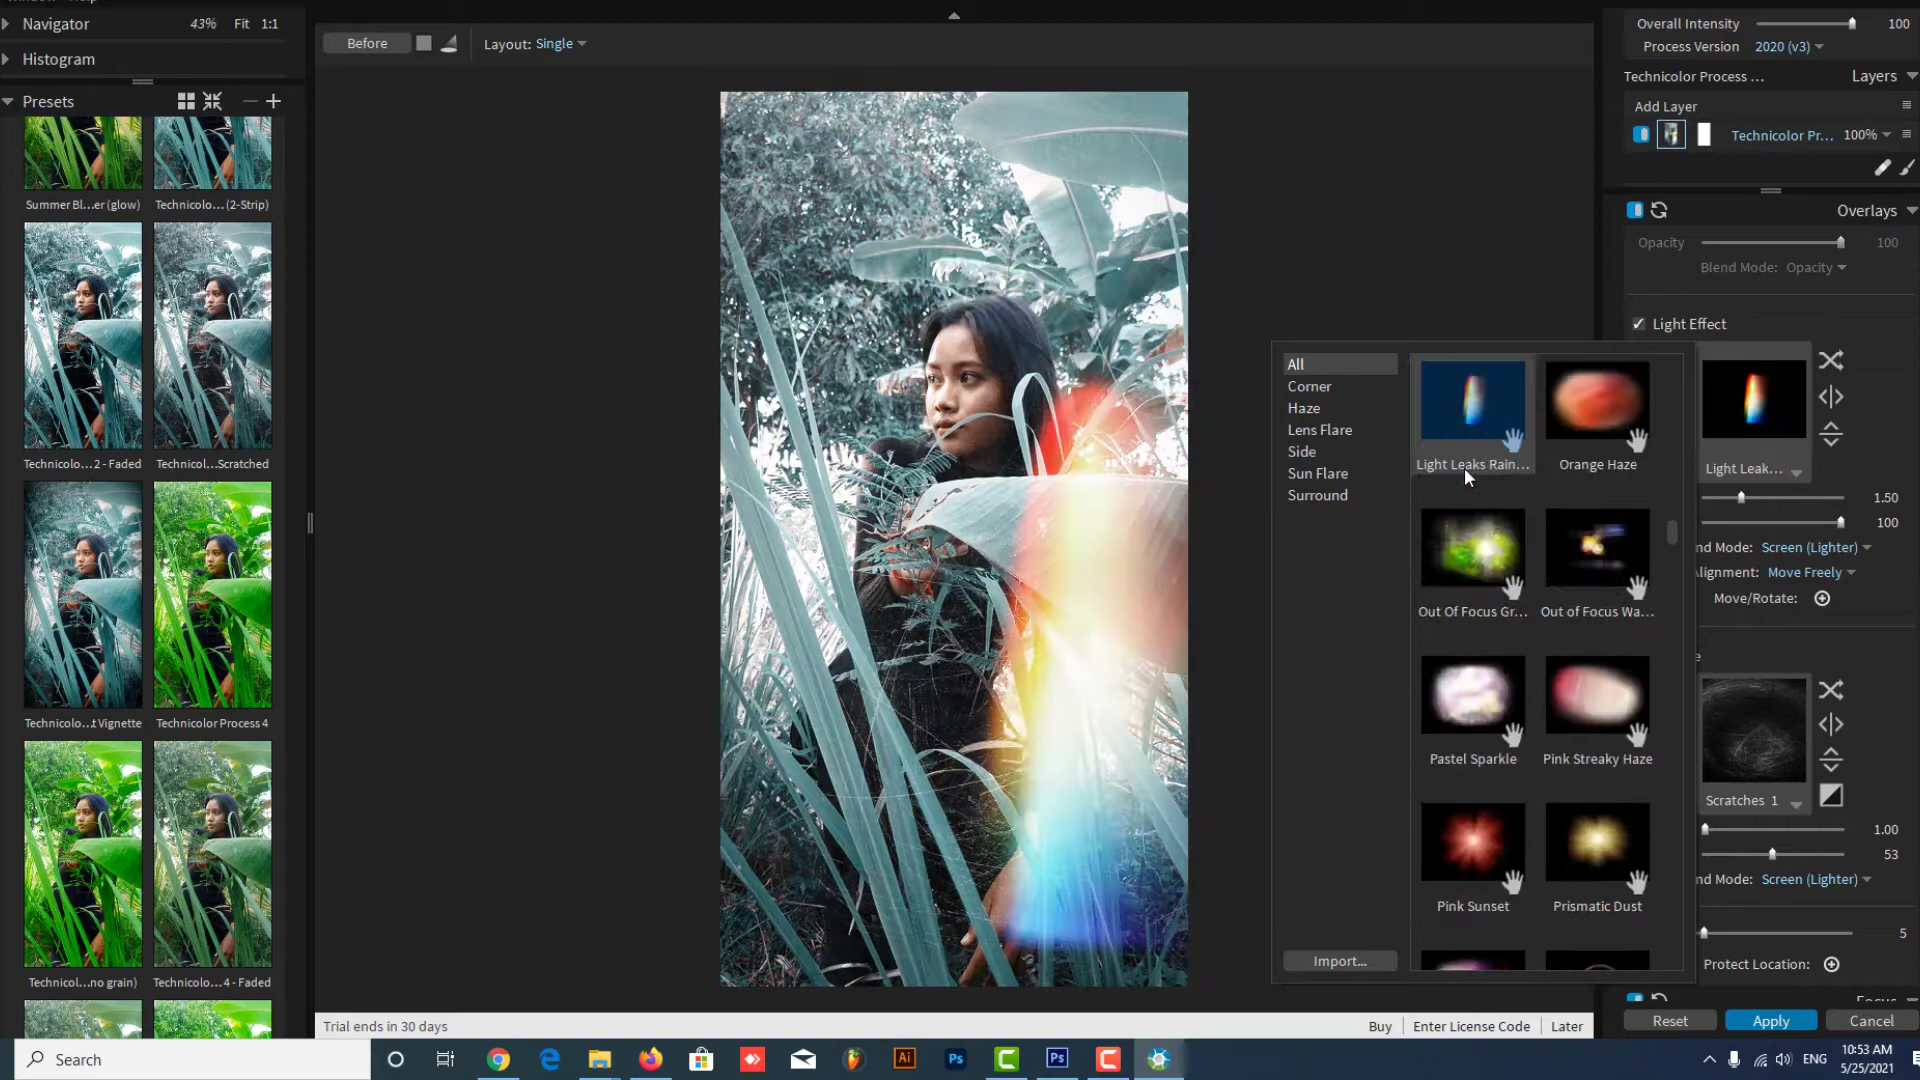 Navigator 43% Fit 1:1
Histogram
Presets
Summer Bl...er (glow) Technicolo... (2-Strip)
Technicolo...2 - Faded Technicolo...Scratched
Technicolo...t Vignette Technicolor Process 4
Technicol...no grain) Technicolo...4 - Faded
Before Layout: Single
All
Corner
Haze
Lens Flare
Side
Sun Flare
Surround
Import...
Light Leaks Rain... Orange Haze
Out Of Focus Gr... Out of Focus Wa...
Pastel Sparkle Pink Streaky Haze
Pink Sunset Prismatic Dust
Overall Intensity 100
Process Version 2020 (v3)
Technicolor Process ... Layers
Add Layer
Technicolor Pr... 100%
Overlays
Opacity 100
Blend Mode: Opacity
Light Effect
Light Leak...
1.50
100
nd Mode: Screen (Lighter)
Alignment: Move Freely
Move/Rotate:
Scratches 1
1.00
53
nd Mode: Screen (Lighter)
5
Protect Location:
Reset Apply Cancel
Trial ends in 30 days Buy Enter License Code Later
Search
Ai Ps Ps
ENG 10:53 AM
5/25/2021